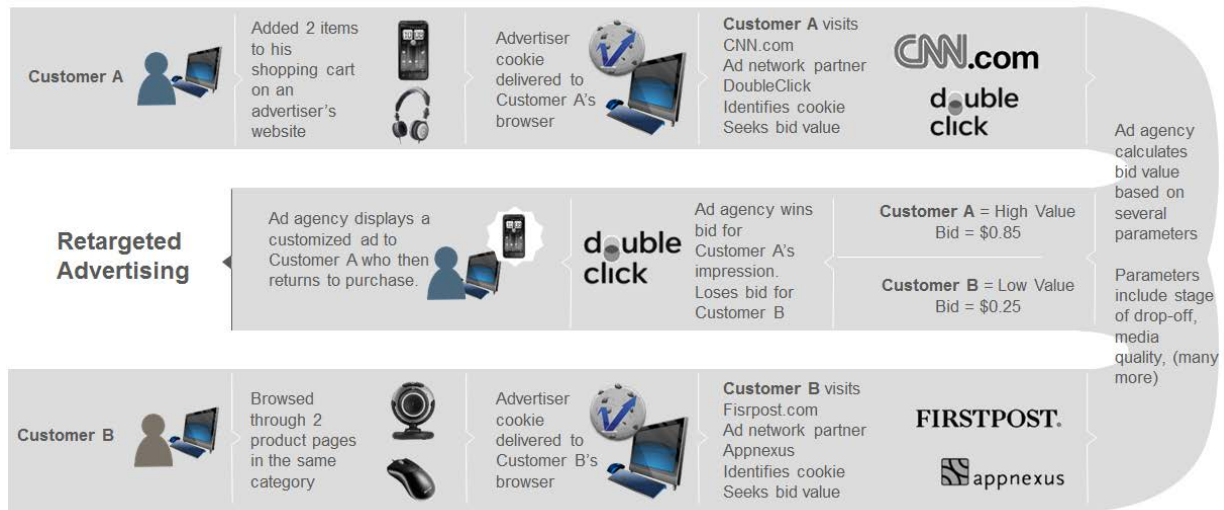 Customer A
Added 2 items
to his
shopping cart
on an
advertiser's
website
Advertiser
cookie
delivered to
Customer A's
browser
Customer A visits
CNN.com
Ad network partner
DoubleClick
Identifies cookie
Seeks bid value
CNN.com
double
click
Ad agency
calculates
bid value
based on
several
parameters
Parameters
include stage
of drop-off,
media
quality, (many
more)
Customer A = High Value
Bid = $0.85
Customer B = Low Value
Bid = $0.25
Ad agency wins
bid for
Customer A's
impression.
Loses bid for
Customer B
double
click
Ad agency displays a
customized ad to
Customer A who then
returns to purchase.
Retargeted
Advertising
Customer B
Browsed
through 2
product pages
in the same
category
Advertiser
cookie
delivered to
Customer B's
browser
Customer B visits
Fisrpost.com
Ad network partner
Appnexus
Identifies cookie
Seeks bid value
FIRSTPOST.
appnexus